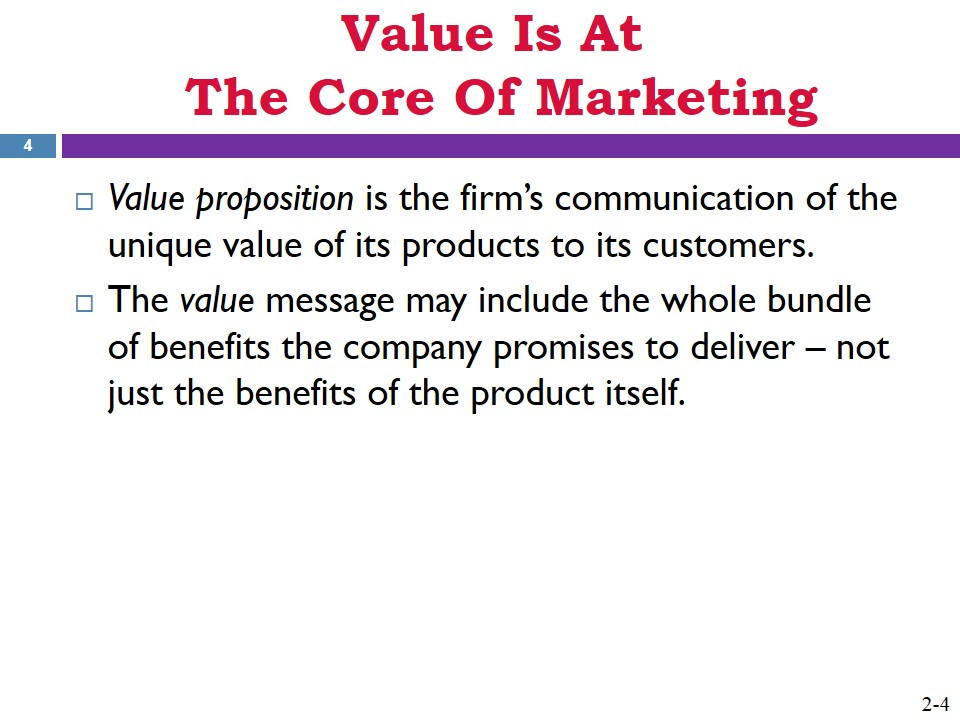 Value Is At
The Core Of Marketing
4
Value proposition is the firm’s communication of the
unique value of its products to its customers.
The value message may include the whole bundle
of benefits the company promises to deliver – not
just the benefits of the product itself.
2-4